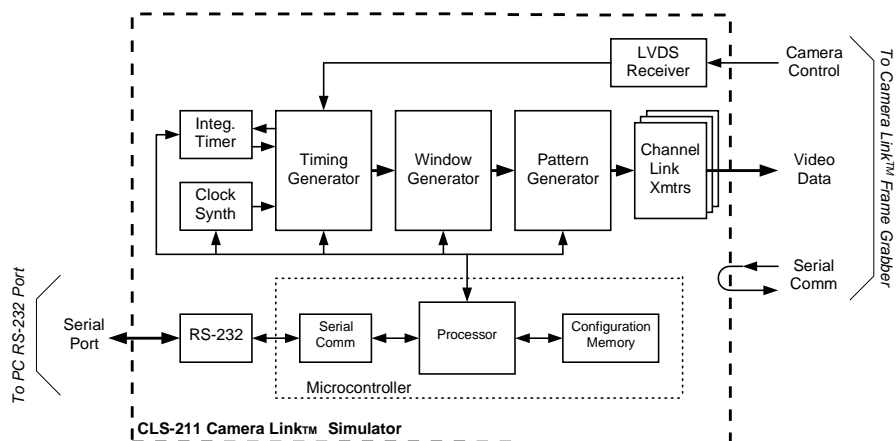 LVDS
Receiver
Camera
Control
To Camera Link™ Frame Grabber
Integ.
Timer
Timing
Generator
Window
Generator
Pattern
Generator
Channel
Link
Xmtrs
Video
Data
Clock
Synth
Serial
Comm
To PC RS-232 Port
Serial
Port
RS-232
Serial
Comm
Processor
Configuration
Memory
Microcontroller
CLS-211 Camera Link™ Simulator